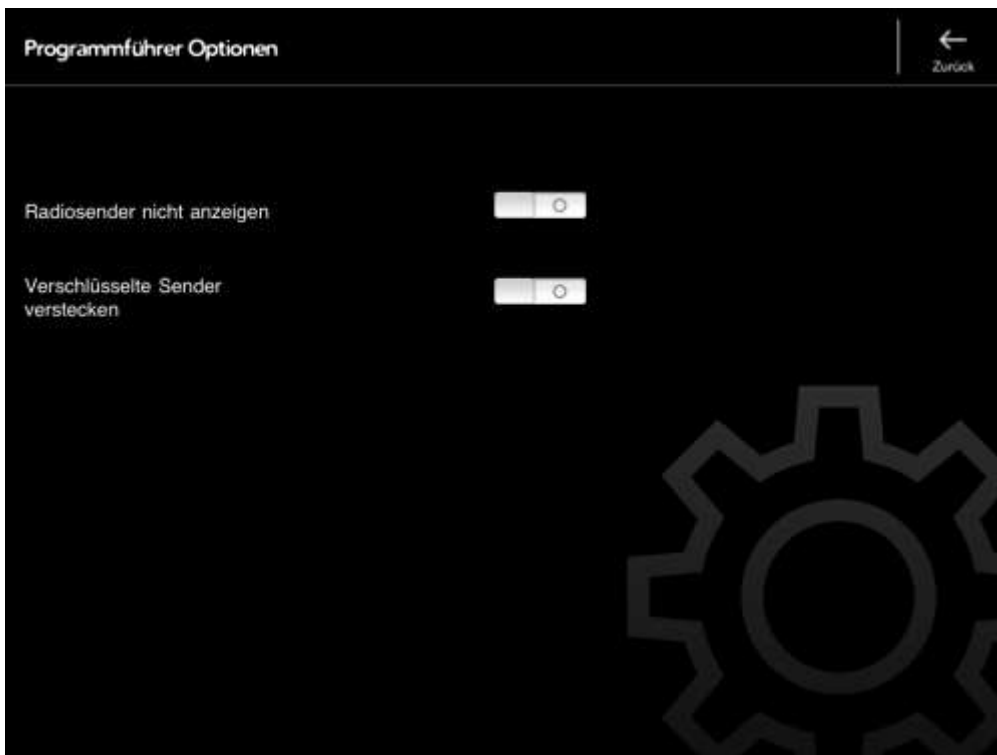 Programmführer Optionen
Zurück
Radiosender nicht anzeigen
Verschlüsselte Sender
verstecken